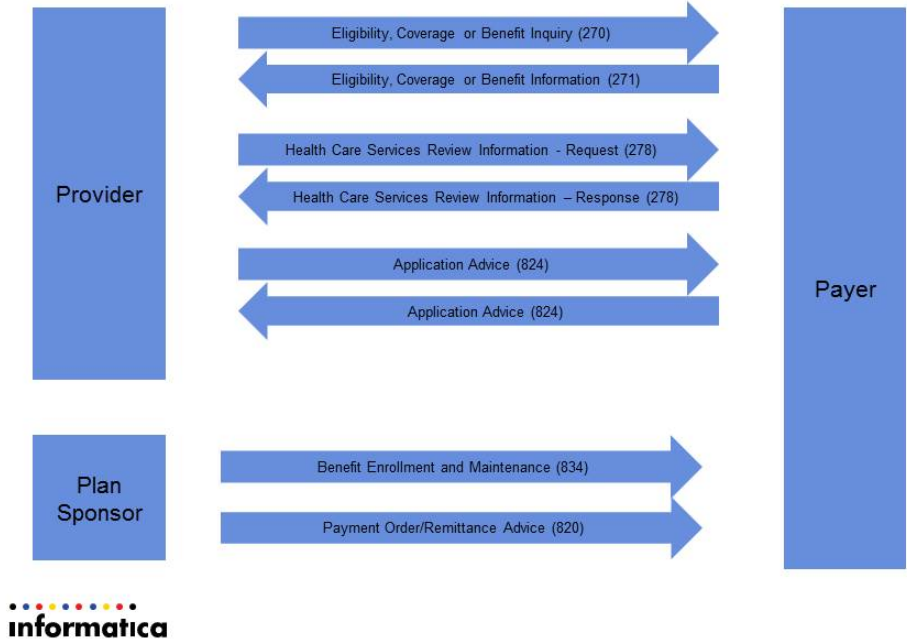 Eligibility, Coverage or Benefit Inquiry (270)
Eligibility, Coverage or Benefit Information (271)
Health Care Services Review Information - Request (278)
Provider
Health Care Services Review Information – Response (278)
Application Advice (824)
Payer
Application Advice (824)
Benefit Enrollment and Maintenance (834)
Plan
Sponsor
Payment Order/Remittance Advice (820)
informatica